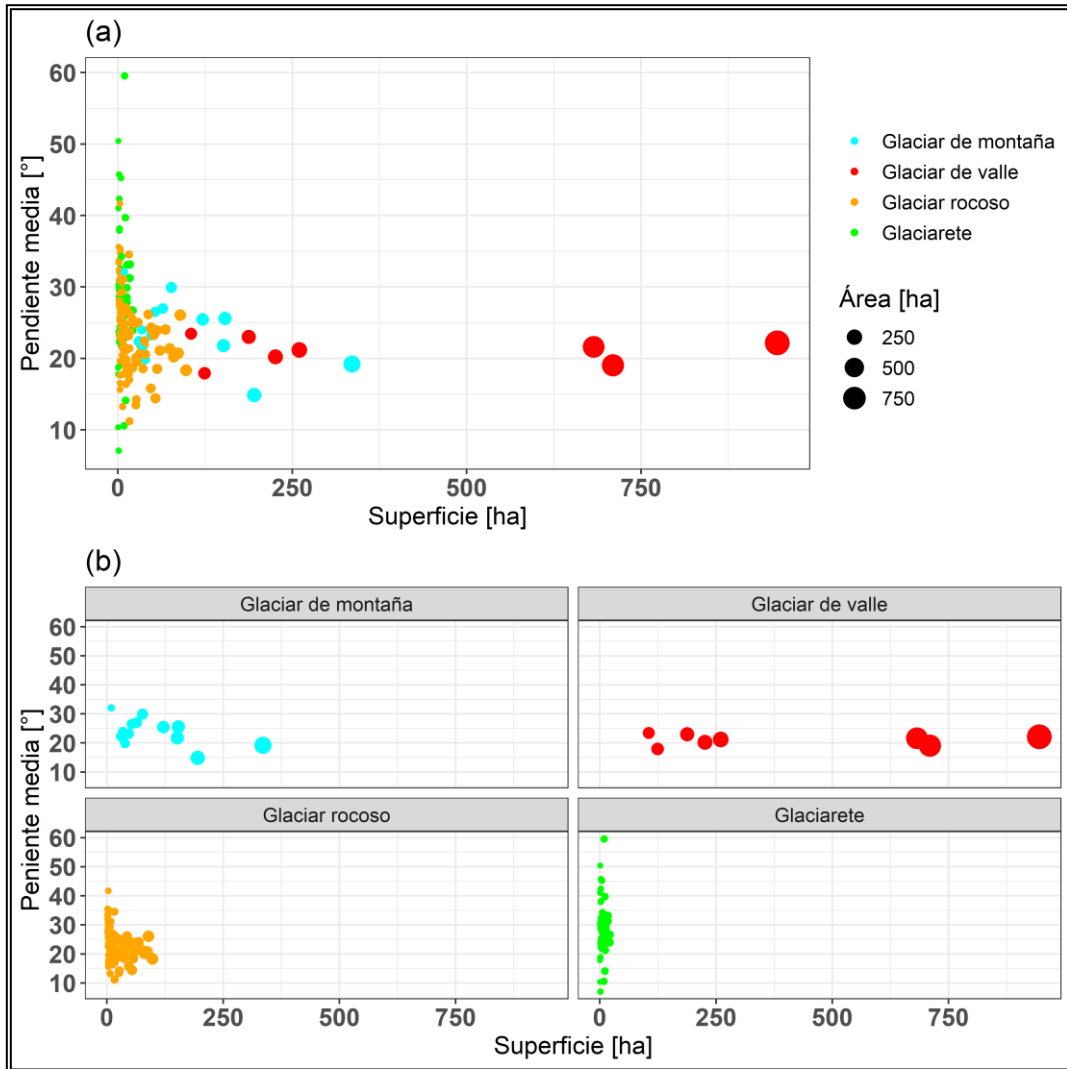 (a)
Pendiente media [°]
60
50
40
30
20
10
0
250
500
750
Superficie [ha]
Glaciar de montaña
Glaciar de valle
Glaciar rocoso
Glaciarete
Área [ha]
250
500
750
(b)
Peniente media [°]
Glaciar de montaña
Glaciar de valle
60
50
40
30
20
10
Glaciar rocoso
Glaciarete
60
50
40
30
20
10
0
250
500
750
0
250
500
750
Superficie [ha]